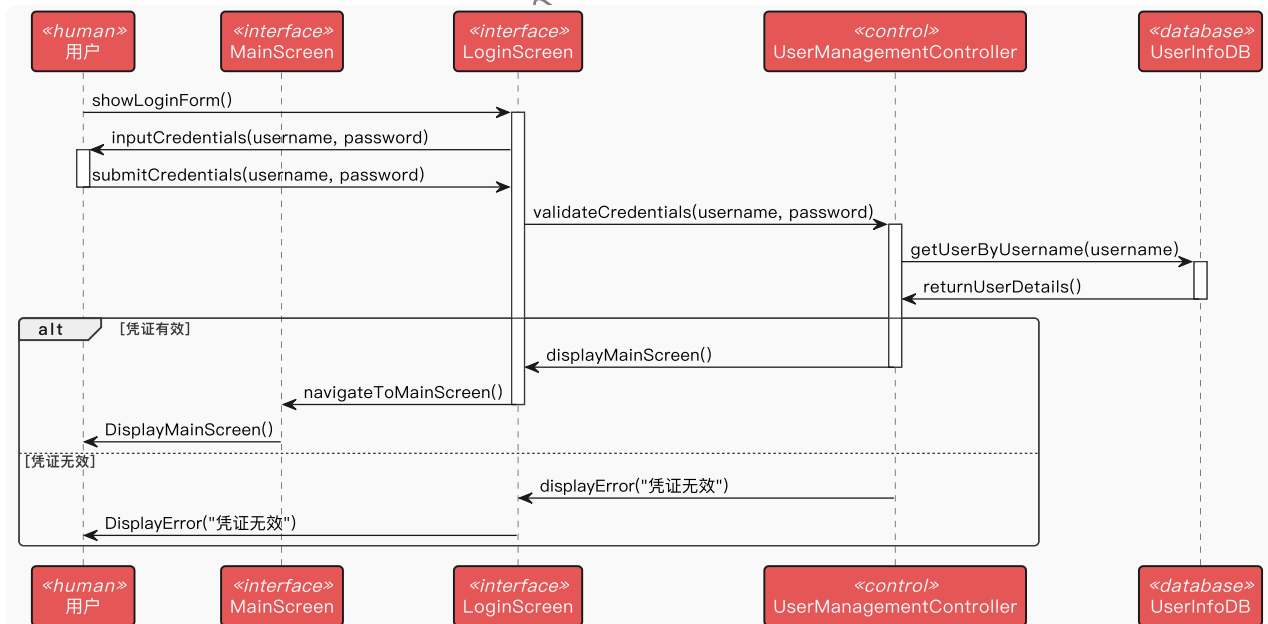 «human»
用户
«interface»
MainScreen
«interface»
LoginScreen
«control»
UserManagementController
«database»
UserInfoDB
showLoginForm()
inputCredentials(username, password)
submitCredentials(username, password)
validateCredentials(username, password)
getUserByUsername(username)
returnUserDetails()
alt [凭证有效]
displayMainScreen()
navigateToMainScreen()
DisplayMainScreen()
[凭证无效]
displayError("凭证无效")
DisplayError("凭证无效")
«human»
用户
«interface»
MainScreen
«interface»
LoginScreen
«control»
UserManagementController
«database»
UserInfoDB